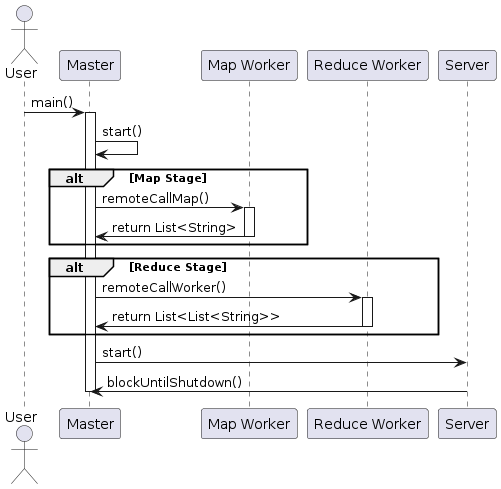 User
Master
Map Worker
Reduce Worker
Server
main()
start()
alt [Map Stage]
remoteCallMap()
return List<String>
alt [Reduce Stage]
remoteCallWorker()
return List<List<String>>
start()
blockUntilShutdown()
User
Master
Map Worker
Reduce Worker
Server